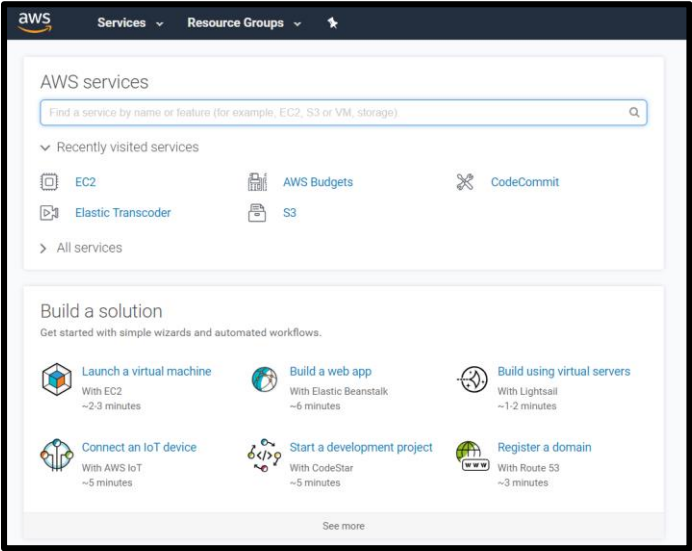 aws Services Resource Groups
AWS services
Find a service by name or feature (for example, EC2, S3 or VM, storage).
Recently visited services
EC2 AWS Budgets CodeCommit
Elastic Transcoder S3
All services
Build a solution
Get started with simple wizards and automated workflows.
Launch a virtual machine
With EC2
~2-3 minutes
Build a web app
With Elastic Beanstalk
~6 minutes
Build using virtual servers
With Lightsail
~1-2 minutes
Connect an IoT device
With AWS IoT
~5 minutes
Start a development project
With CodeStar
~5 minutes
www
Register a domain
With Route 53
~3 minutes
See more